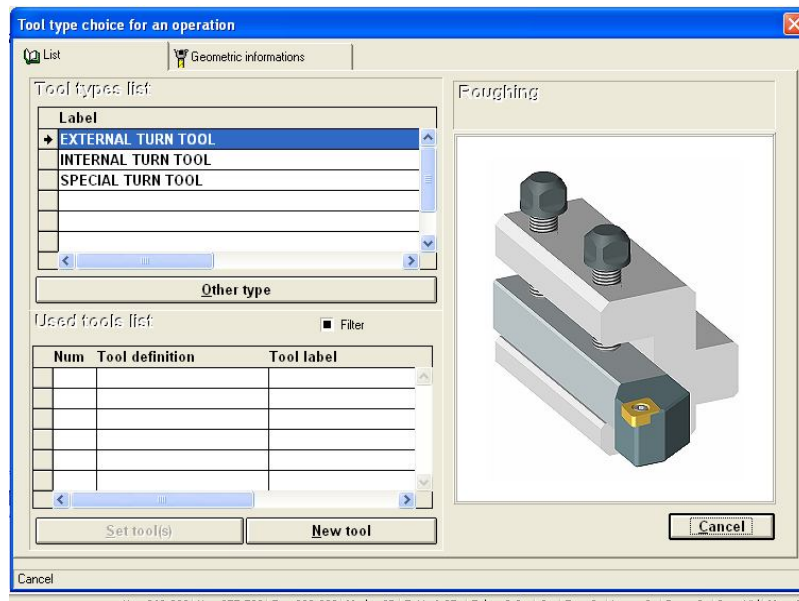 Tool type choice for an operation
List
Geometric informations
Tool types list
Label
EXTERNAL TURN TOOL
INTERNAL TURN TOOL
SPECIAL TURN TOOL
Other type
Used tools list
Filter
Num Tool definition Tool label
Set tool(s)
New tool
Roughing
Cancel
Cancel